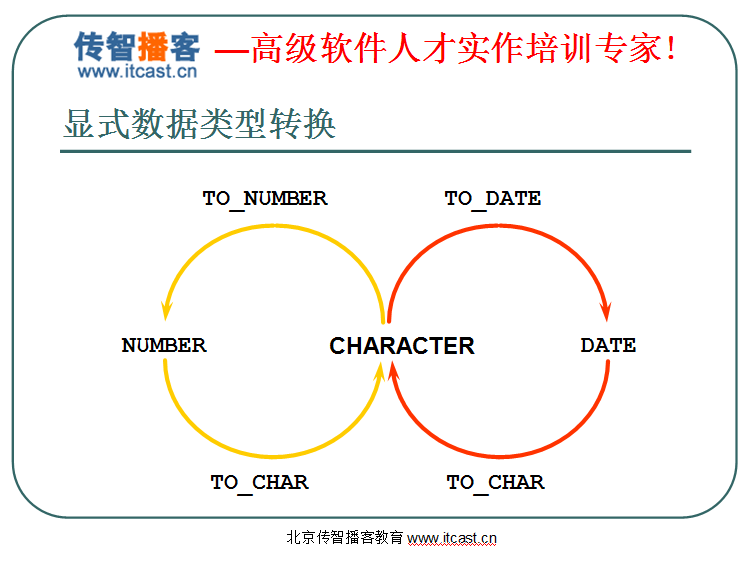 传智播客 —高级软件人才实作培训专家!
www.itcast.cn
显式数据类型转换
TO_NUMBER TO_DATE
NUMBER CHARACTER DATE
TO_CHAR TO_CHAR
北京传智播客教育 www.itcast.cn